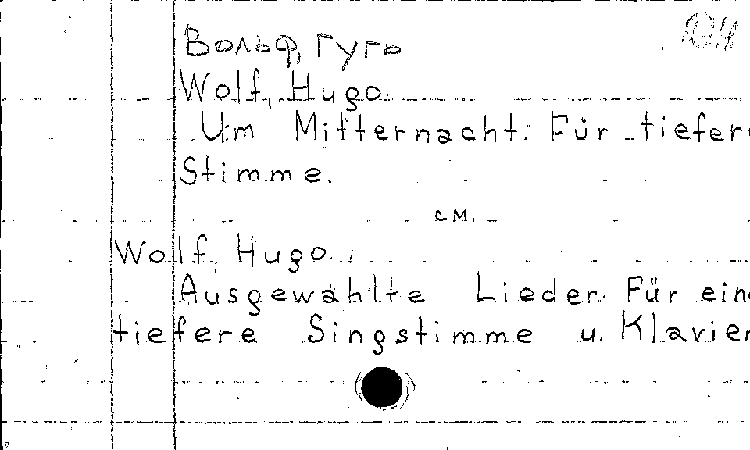 Вольф, Гуго
Wolf, Hugo.
Um Mitternacht. Für tiefere
Stimme.
см.
Wolf, Hugo.
Ausgewählte Lieder. Für eine
tiefere Singstimme u. Klavier